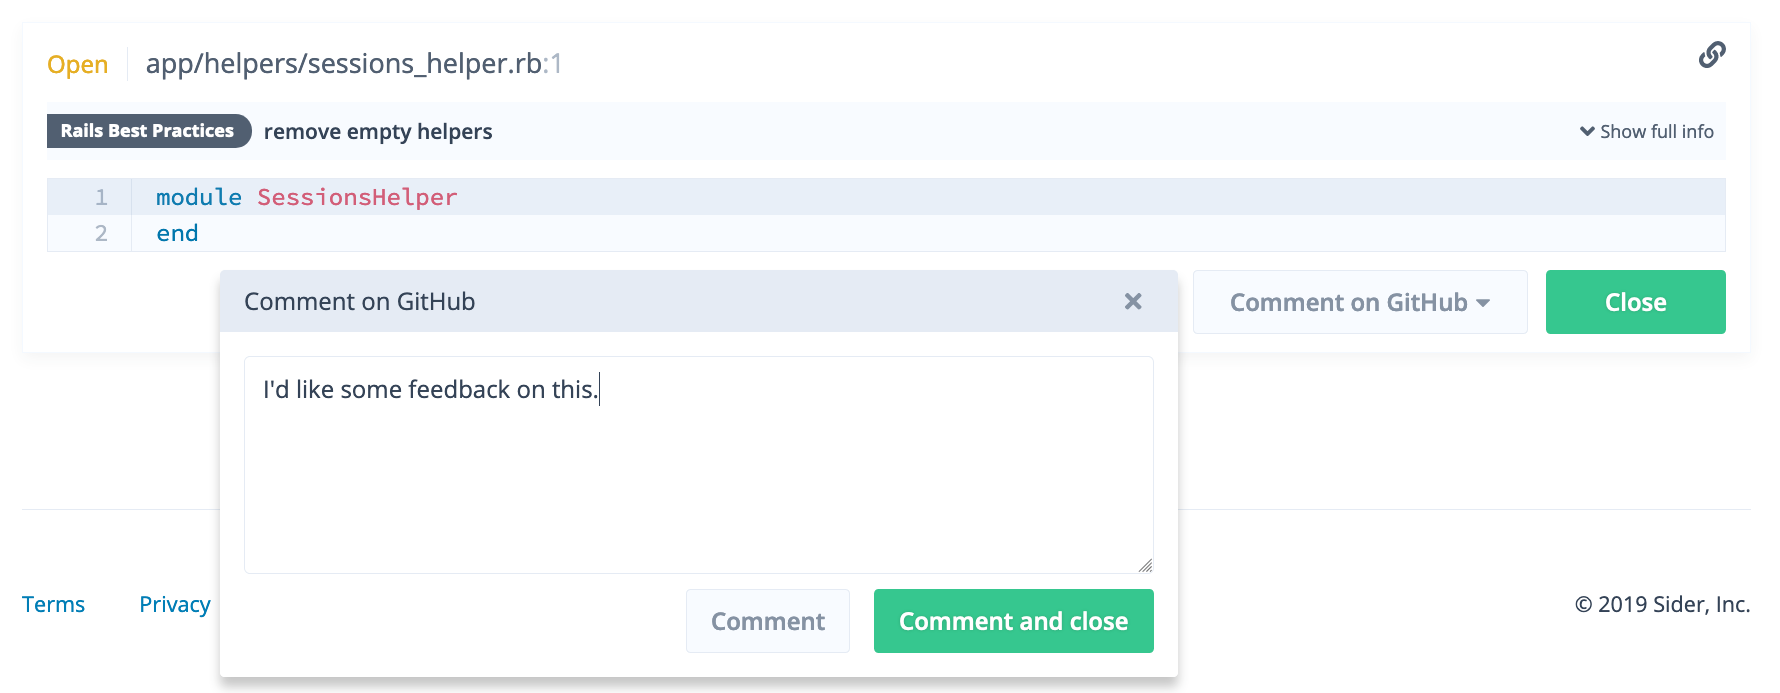 Open app/helpers/sessions_helper.rb:1
Rails Best Practices remove empty helpers Show full info
1 module SessionsHelper
2 end
Comment on GitHub Close
Comment on GitHub
I'd like some feedback on this.
Comment Comment and close
Terms Privacy © 2019 Sider, Inc.